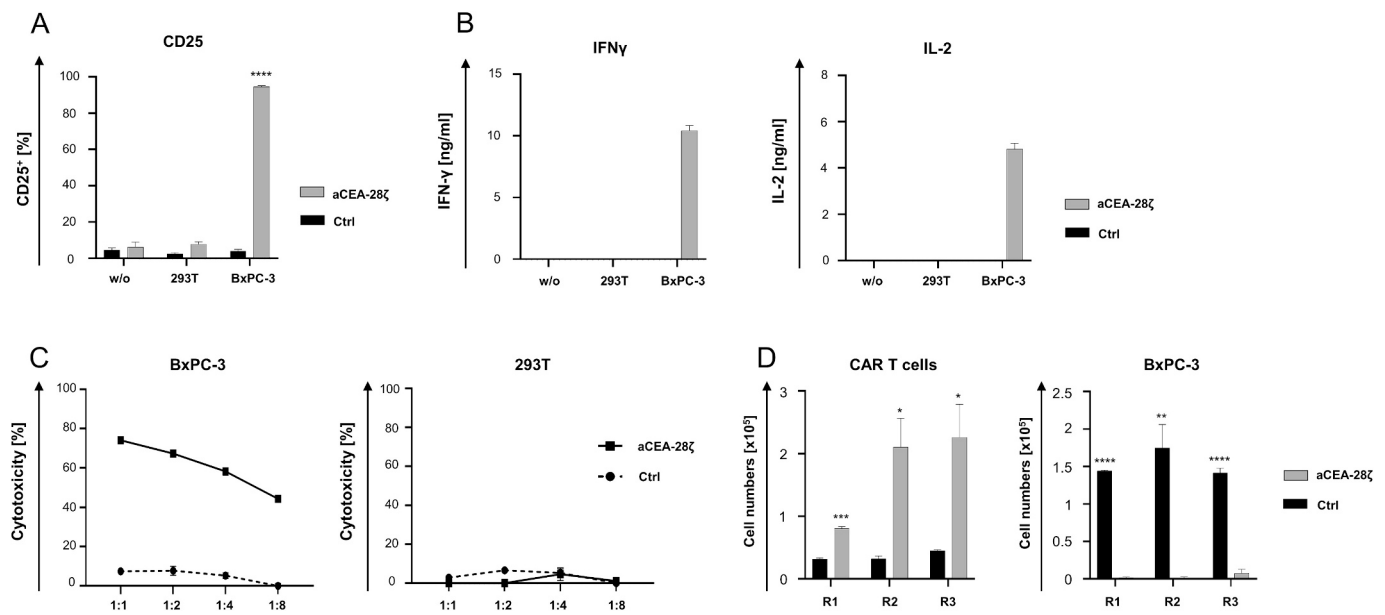 A
CD25
CD25+ [%]
100
80
60
40
20
0
****
w/o 293T BxPC-3
aCEA-28ζ
Ctrl
B
IFNγ
IFN-γ [ng/ml]
15
10
5
0
w/o 293T BxPC-3
IL-2
IL-2 [ng/ml]
8
6
4
2
0
w/o 293T BxPC-3
aCEA-28ζ
Ctrl
C
BxPC-3
Cytotoxicity [%]
100
80
60
40
20
0
1:1 1:2 1:4 1:8
293T
Cytotoxicity [%]
100
80
60
40
20
0
1:1 1:2 1:4 1:8
aCEA-28ζ
Ctrl
D
CAR T cells
Cell numbers [x10⁵]
3
2
1
0
*** * *
R1 R2 R3
BxPC-3
Cell numbers [x10⁵]
2.5
2
1.5
1
0.5
0
**** ** ****
R1 R2 R3
aCEA-28ζ
Ctrl